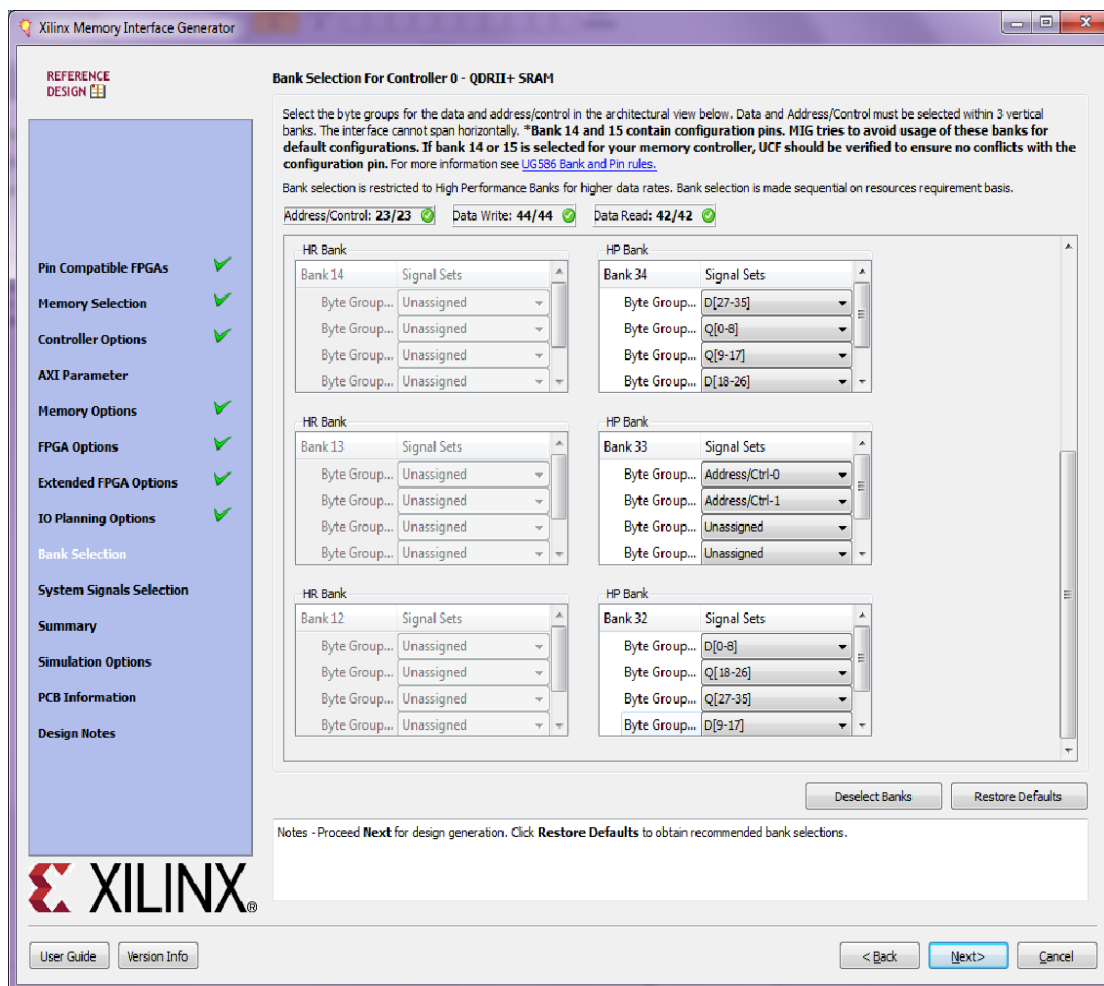 Xilinx Memory Interface Generator
REFERENCE
DESIGN
Pin Compatible FPGAs
Memory Selection
Controller Options
AXI Parameter
Memory Options
FPGA Options
Extended FPGA Options
IO Planning Options
Bank Selection
System Signals Selection
Summary
Simulation Options
PCB Information
Design Notes
XILINX®
Bank Selection For Controller 0 - QDRII+ SRAM
Select the byte groups for the data and address/control in the architectural view below. Data and Address/Control must be selected within 3 vertical
banks. The interface cannot span horizontally. *Bank 14 and 15 contain configuration pins. MIG tries to avoid usage of these banks for
default configurations. If bank 14 or 15 is selected for your memory controller, UCF should be verified to ensure no conflicts with the
configuration pin. For more information see UG586 Bank and Pin rules.
Bank selection is restricted to High Performance Banks for higher data rates. Bank selection is made sequential on resources requirement basis.
Address/Control: 23/23 Data Write: 44/44 Data Read: 42/42
HR Bank
Bank 14 Signal Sets
Byte Group... Unassigned
Byte Group... Unassigned
Byte Group... Unassigned
Byte Group... Unassigned
HP Bank
Bank 34 Signal Sets
Byte Group... D[27-35]
Byte Group... Q[0-8]
Byte Group... Q[9-17]
Byte Group... D[18-26]
HR Bank
Bank 13 Signal Sets
Byte Group... Unassigned
Byte Group... Unassigned
Byte Group... Unassigned
Byte Group... Unassigned
HP Bank
Bank 33 Signal Sets
Byte Group... Address/Ctrl-0
Byte Group... Address/Ctrl-1
Byte Group... Unassigned
Byte Group... Unassigned
HR Bank
Bank 12 Signal Sets
Byte Group... Unassigned
Byte Group... Unassigned
Byte Group... Unassigned
Byte Group... Unassigned
HP Bank
Bank 32 Signal Sets
Byte Group... D[0-8]
Byte Group... Q[18-26]
Byte Group... Q[27-35]
Byte Group... D[9-17]
Deselect Banks Restore Defaults
Notes - Proceed Next for design generation. Click Restore Defaults to obtain recommended bank selections.
User Guide Version Info < Back Next> Cancel